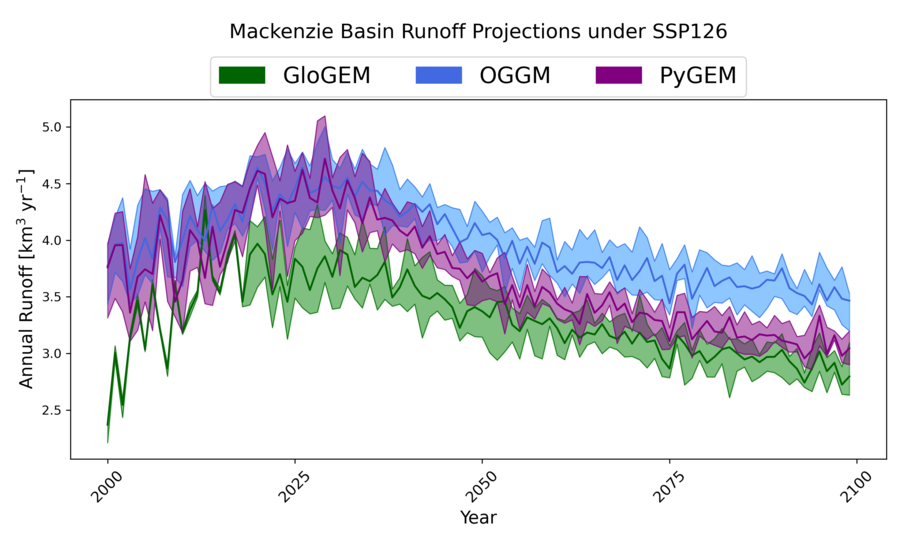 Mackenzie Basin Runoff Projections under SSP126
GloGEM OGGM PyGEM
5.0
4.5
4.0
3.5
3.0
2.5
Annual Runoff [km³ yr⁻¹]
2000 2025 2050 2075 2100
Year